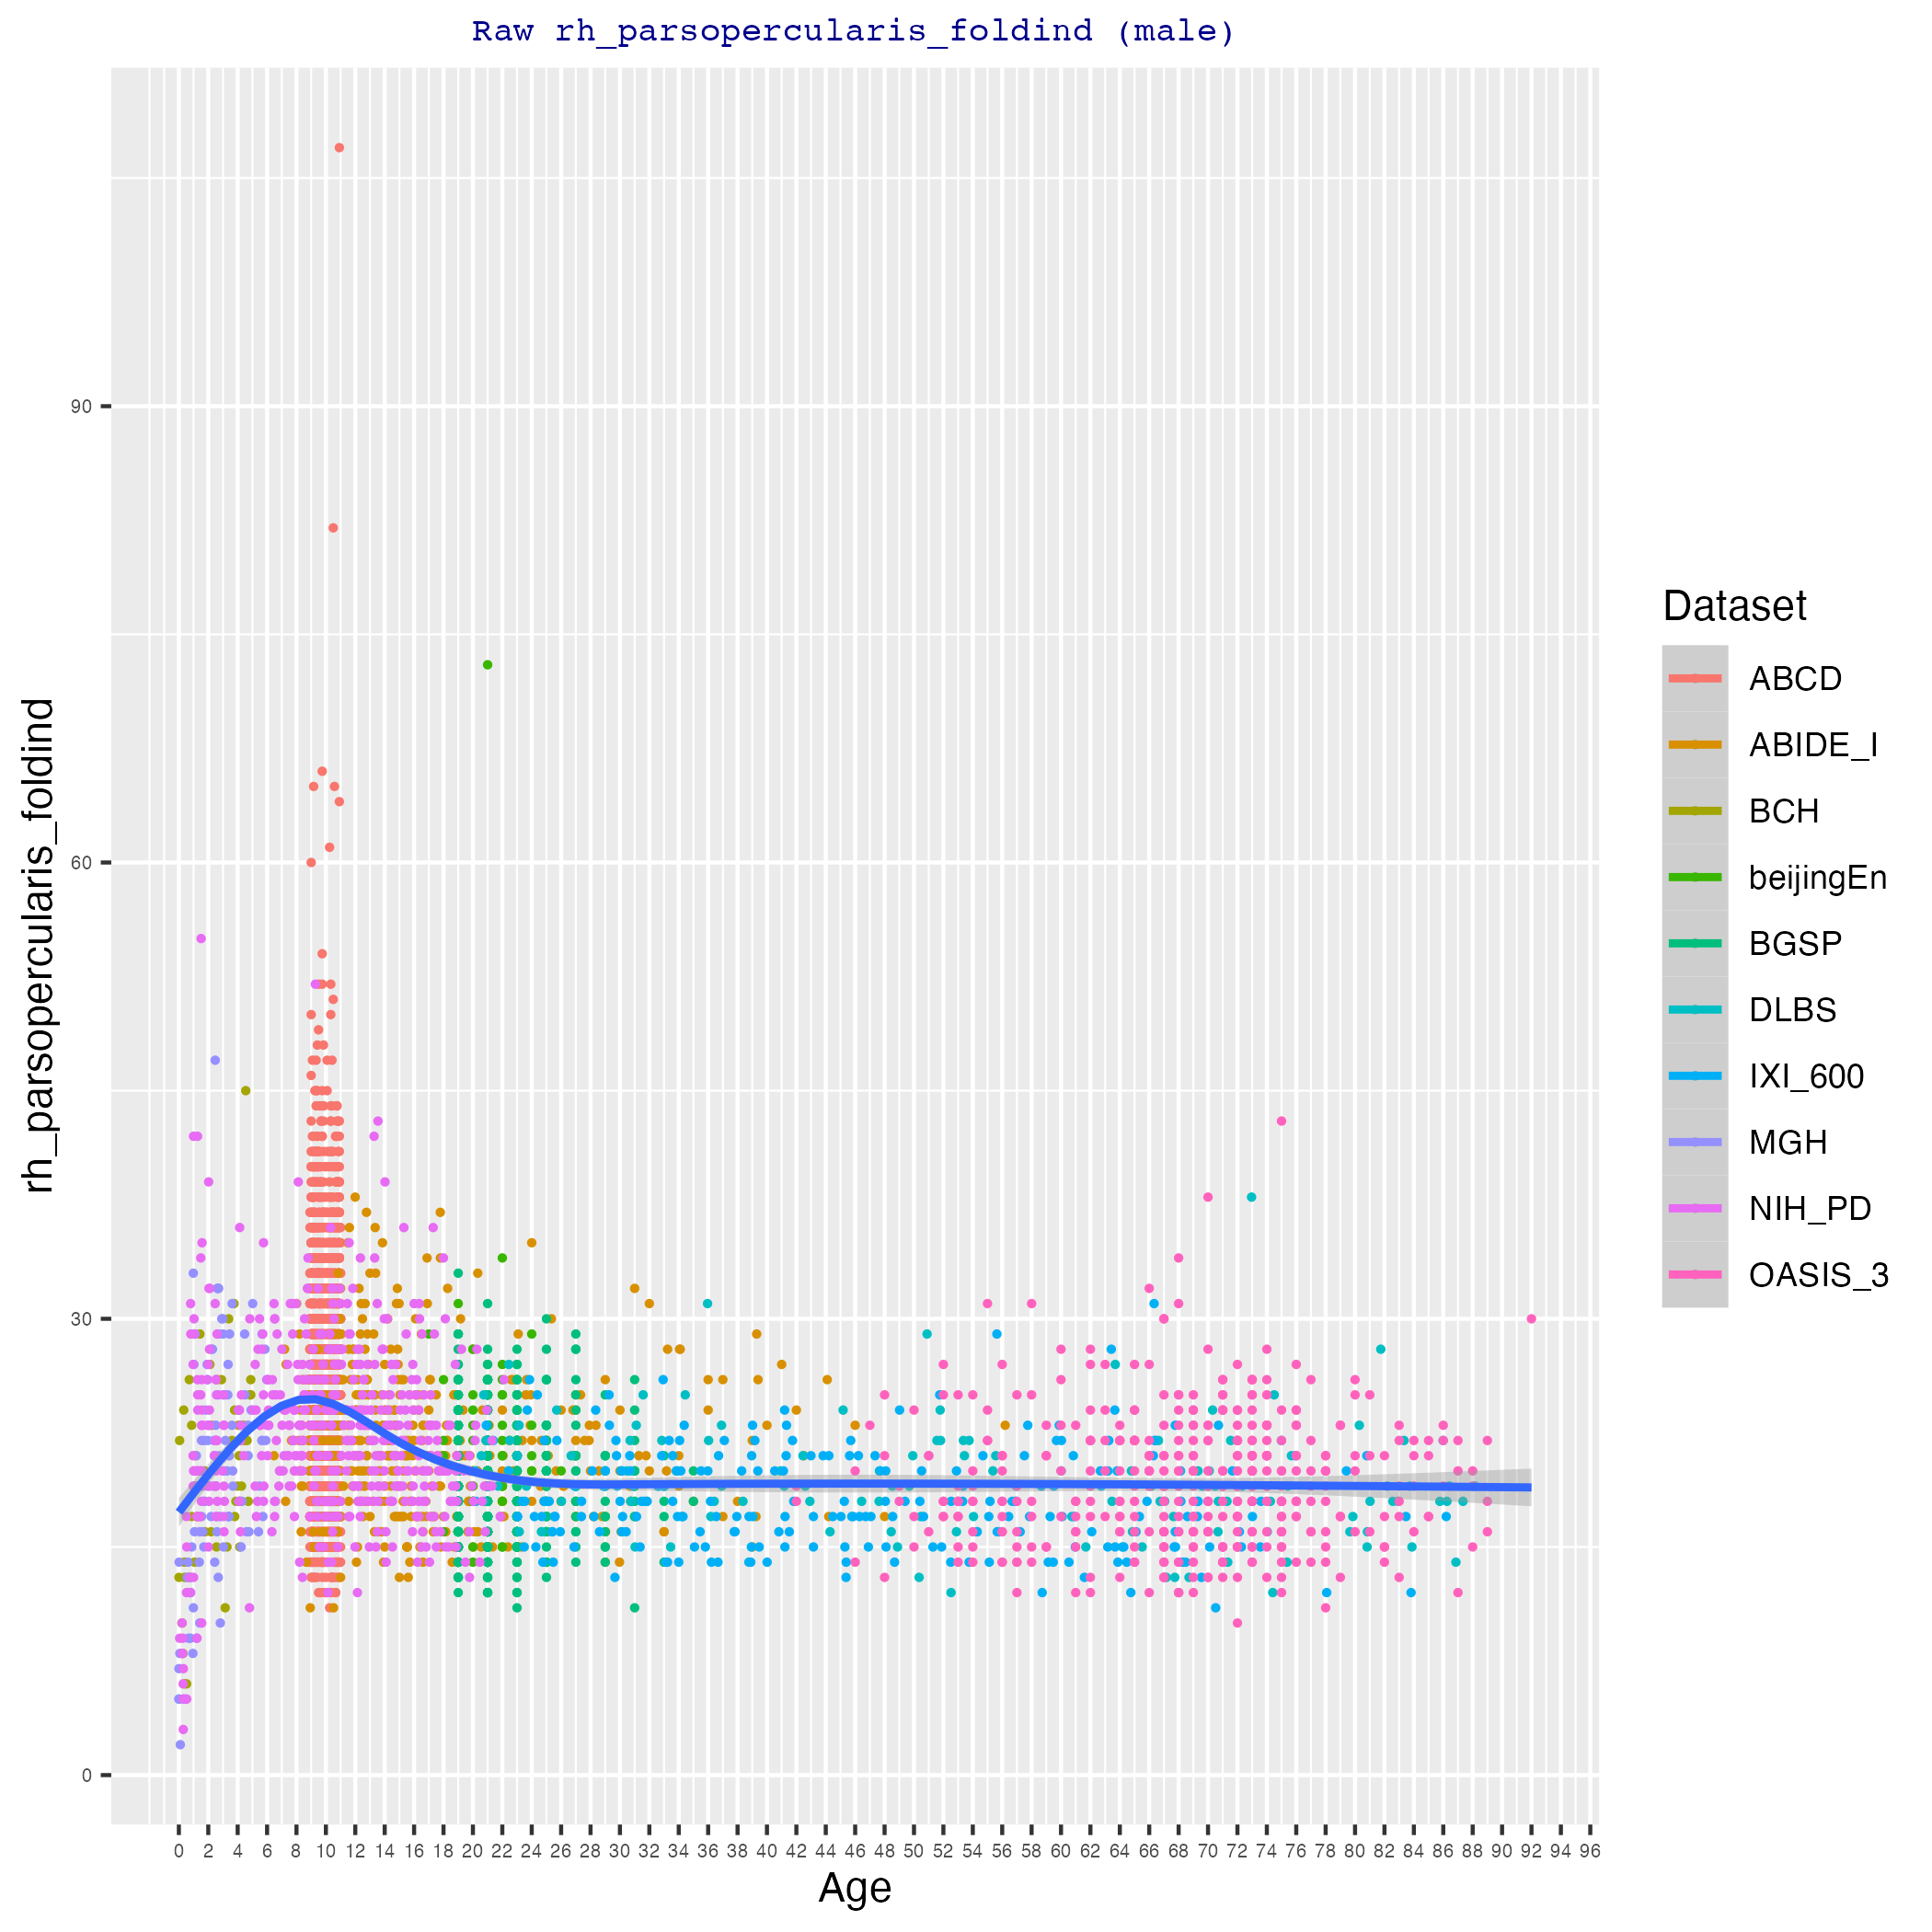 Raw rh_parsopercularis_foldind (male)
rh_parsopercularis_foldind
90
60
30
0
0 2 4 6 8 10 12 14 16 18 20 22 24 26 28 30 32 34 36 38 40 42 44 46 48 50 52 54 56 58 60 62 64 66 68 70 72 74 76 78 80 82 84 86 88 90 92 94 96
Age
Dataset
ABCD
ABIDE_I
BCH
beijingEn
BGSP
DLBS
IXI_600
MGH
NIH_PD
OASIS_3